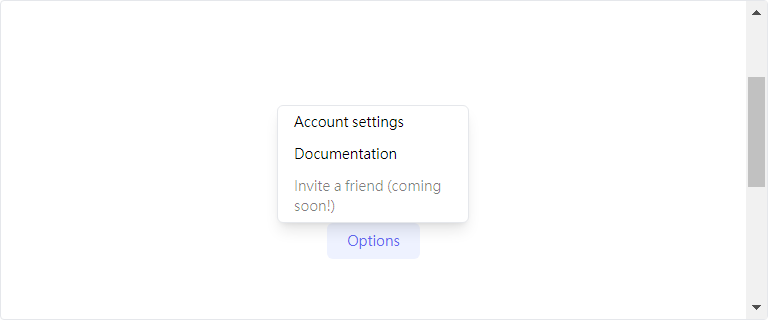 Account settings
Documentation
Invite a friend (coming
soon!)
Options